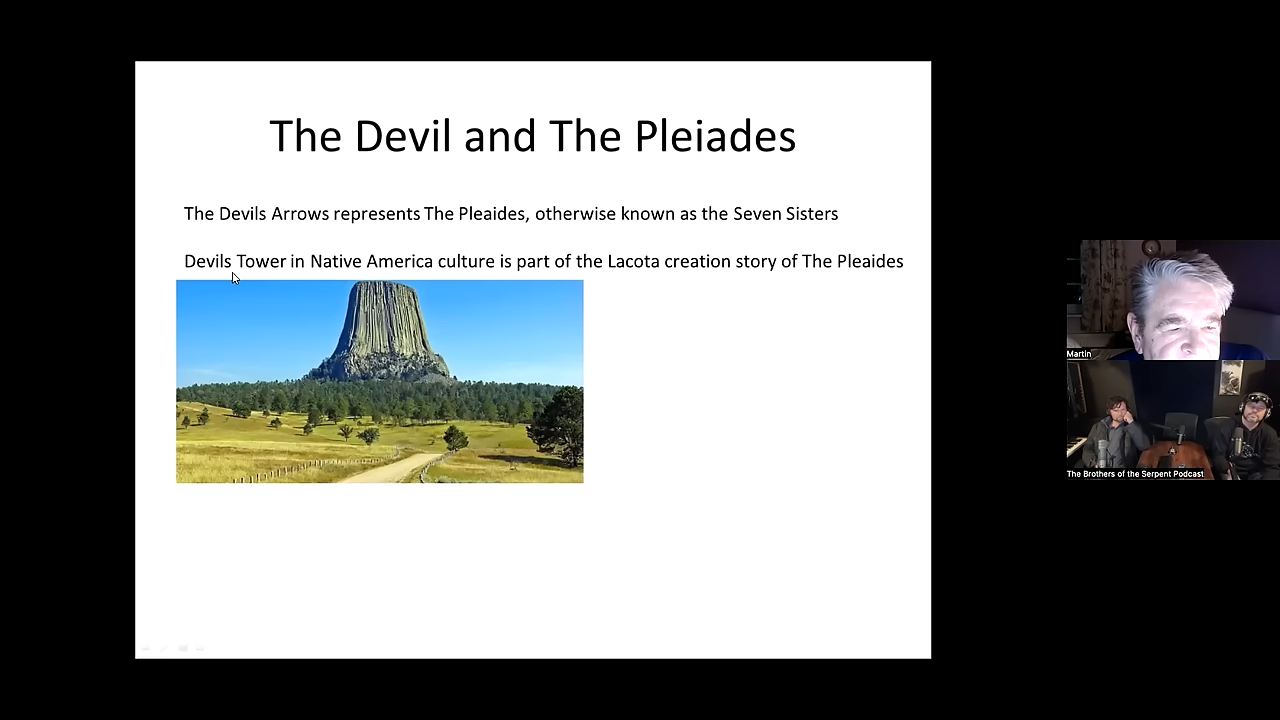 The Devil and The Pleiades
The Devils Arrows represents The Pleaides, otherwise known as the Seven Sisters
Devils Tower in Native America culture is part of the Lacota creation story of The Pleaides
Martin
The Brothers of the Serpent Podcast